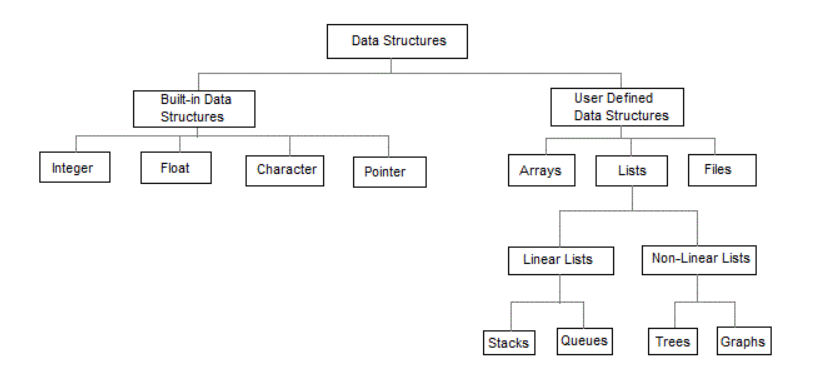 Data Structures
Built-in Data
Structures
User Defined
Data Structures
Integer
Float
Character
Pointer
Arrays
Lists
Files
Linear Lists
Non-Linear Lists
Stacks
Queues
Trees
Graphs